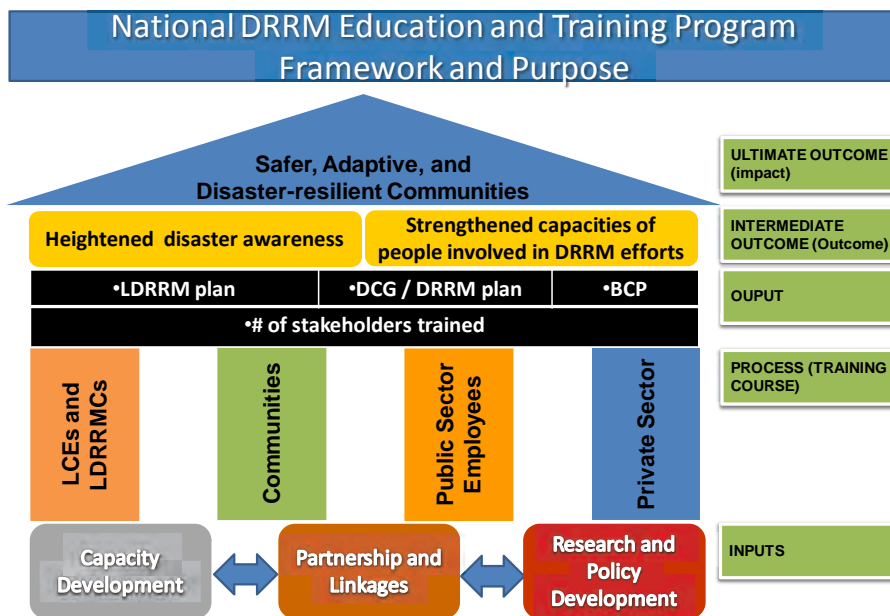 National DRRM Education and Training Program
Framework and Purpose
Safer, Adaptive, and
Disaster-resilient Communities
ULTIMATE OUTCOME
(impact)
Heightened disaster awareness
Strengthened capacities of
people involved in DRRM efforts
INTERMEDIATE
OUTCOME (Outcome)
•LDRRM plan
•DCG / DRRM plan
•BCP
OUPUT
•# of stakeholders trained
LCEs and
LDRRMCs
Communities
Public Sector
Employees
Private Sector
PROCESS (TRAINING
COURSE)
Capacity
Development
Partnership and
Linkages
Research and
Policy
Development
INPUTS